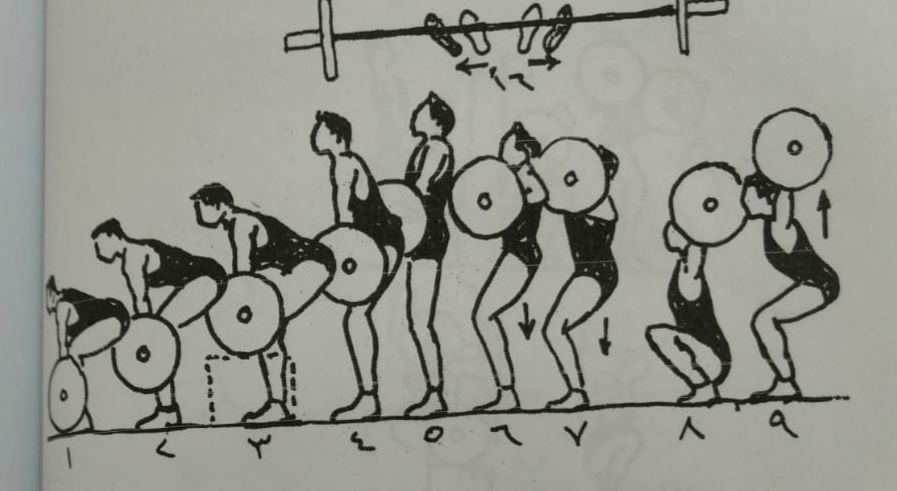 ١ ٢ ٣ ٤ ٥ ٦ ٧ ٨ ٩